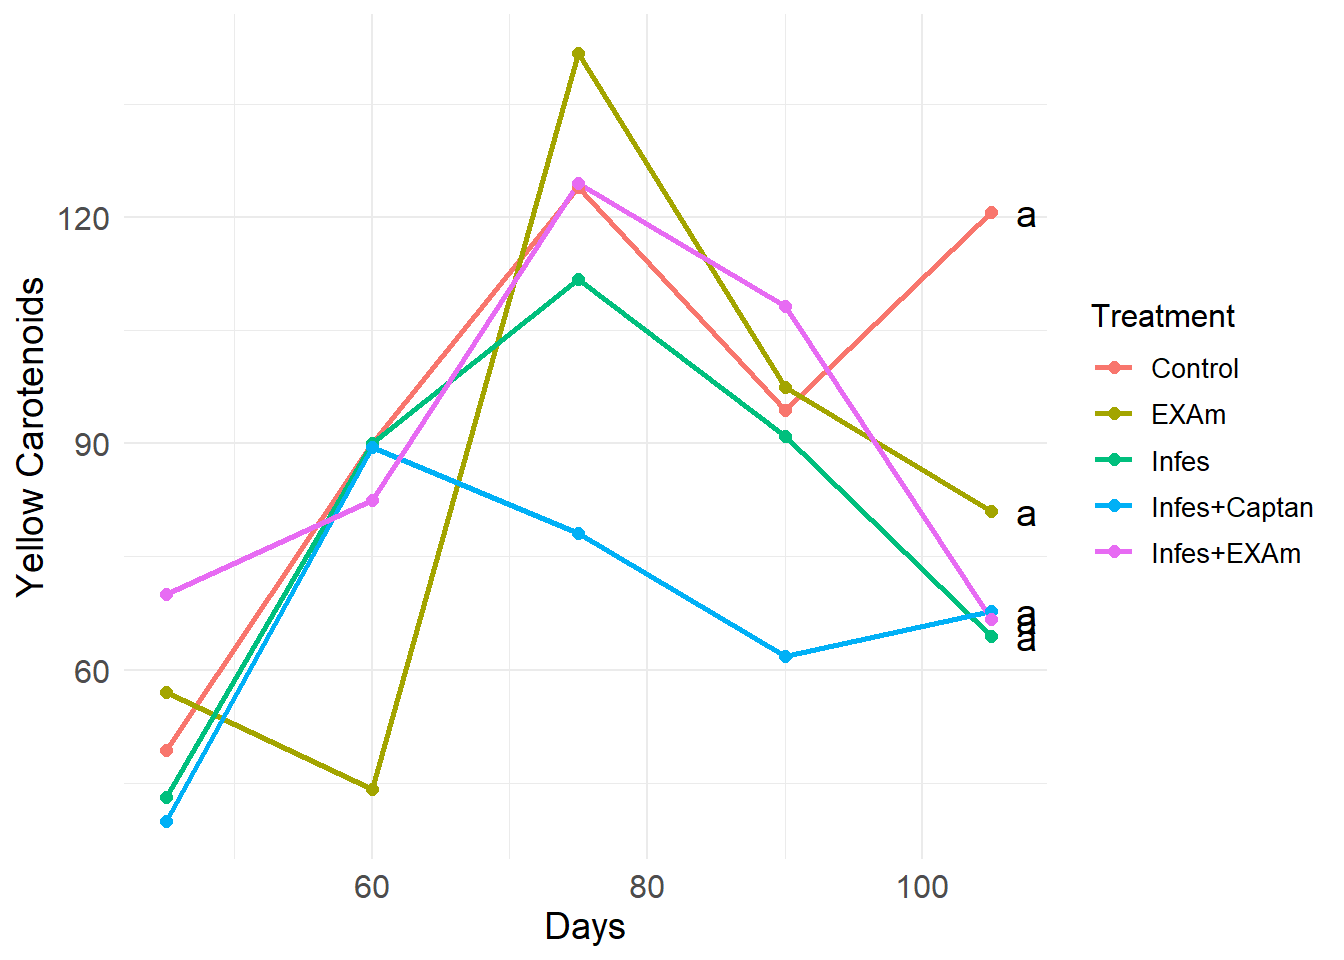 Yellow Carotenoids
120
90
60
a
a
a
a
a
60
80
100
Days
Treatment
Control
EXAm
Infes
Infes+Captan
Infes+EXAm